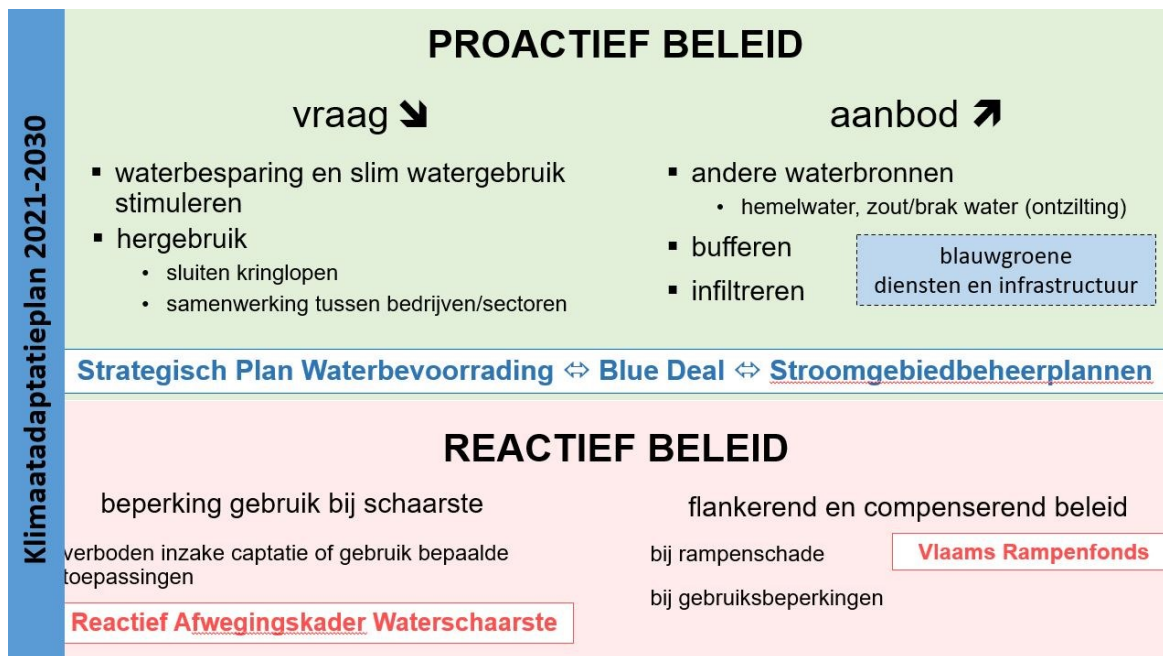 Klimaatadaptatieplan 2021-2030
PROACTIEF BELEID
vraag ⬊
▪ waterbesparing en slim watergebruik
stimuleren
▪ hergebruik
• sluiten kringlopen
• samenwerking tussen bedrijven/sectoren
aanbod ⬈
▪ andere waterbronnen
• hemelwater, zout/brak water (ontzilting)
▪ bufferen
▪ infiltreren
blauwgroene
diensten en infrastructuur
Strategisch Plan Waterbevoorrading ⬄ Blue Deal ⬄ Stroomgebiedbeheerplannen
REACTIEF BELEID
beperking gebruik bij schaarste
verboden inzake captatie of gebruik bepaalde
toepassingen
Reactief Afwegingskader Waterschaarste
flankerend en compenserend beleid
bij rampenschade
Vlaams Rampenfonds
bij gebruiksbeperkingen